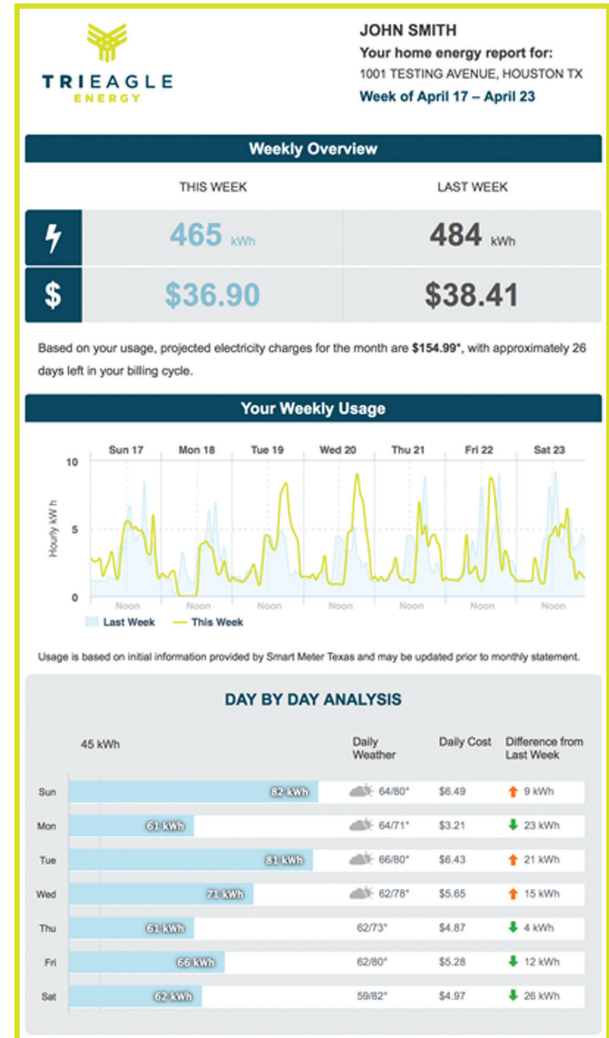 TRIEAGLE
ENERGY
JOHN SMITH
Your home energy report for:
1001 TESTING AVENUE, HOUSTON TX
Week of April 17 – April 23
Weekly Overview
THIS WEEK LAST WEEK
465 kWh 484 kWh
$ $36.90 $38.41
Based on your usage, projected electricity charges for the month are $154.99*, with approximately 26
days left in your billing cycle.
Your Weekly Usage
Sun 17 Mon 18 Tue 19 Wed 20 Thu 21 Fri 22 Sat 23
10
Hourly kW h
5
0
Noon Noon Noon Noon Noon Noon Noon
Last Week This Week
Usage is based on initial information provided by Smart Meter Texas and may be updated prior to monthly statement.
DAY BY DAY ANALYSIS
45 kWh Daily Weather Daily Cost Difference from Last Week
Sun 82 kWh 64/80° $6.49 9 kWh
Mon 61 kWh 64/71° $3.21 23 kWh
Tue 81 kWh 66/80° $6.43 21 kWh
Wed 71 kWh 62/78° $5.65 15 kWh
Thu 61 kWh 62/73° $4.87 4 kWh
Fri 66 kWh 62/80° $5.28 12 kWh
Sat 62 kWh 59/82° $4.97 26 kWh